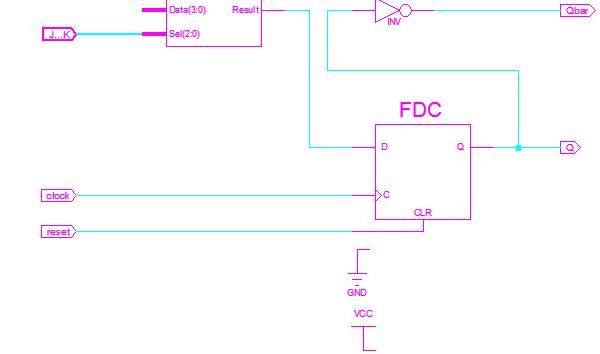 Data(3:0)
Result
Qbar
INV
J...K
Sel(2:0)
FDC
D
Q
Q
clock
C
CLR
reset
GND
VCC